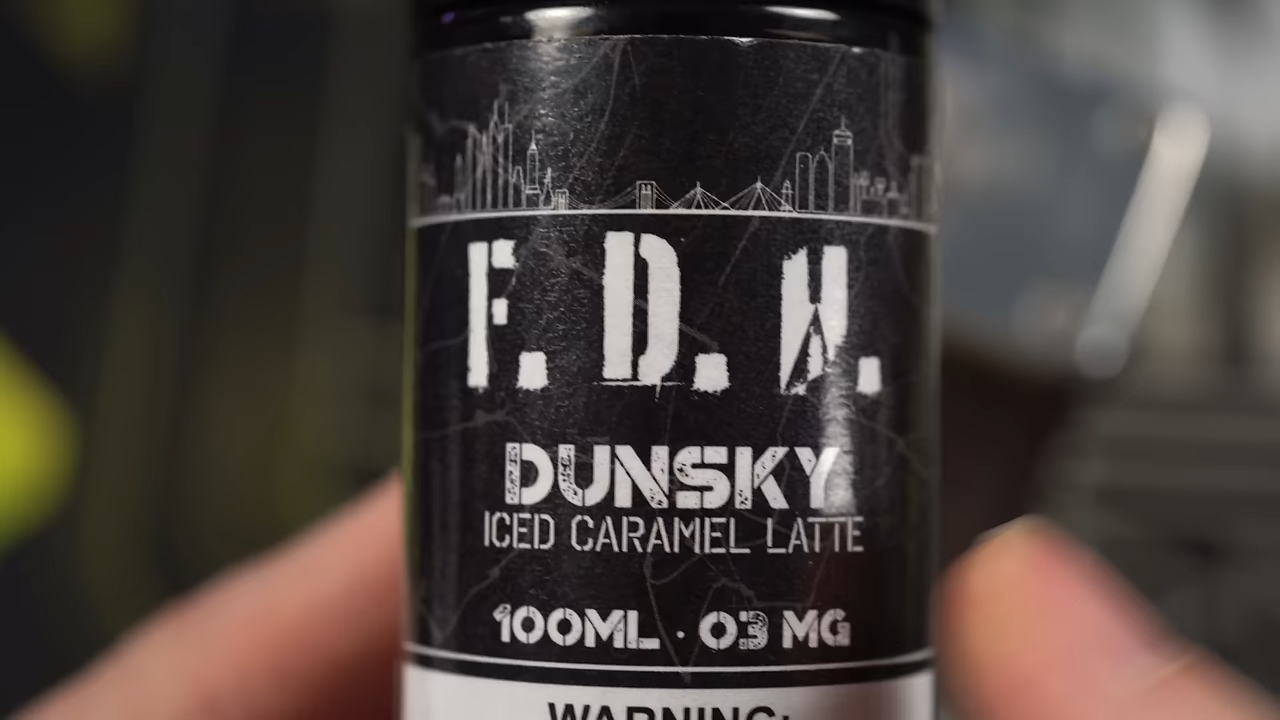 F. D. A.
DUNSKY
ICED CARAMEL LATTE
100ML · 03 MG
WARNING: